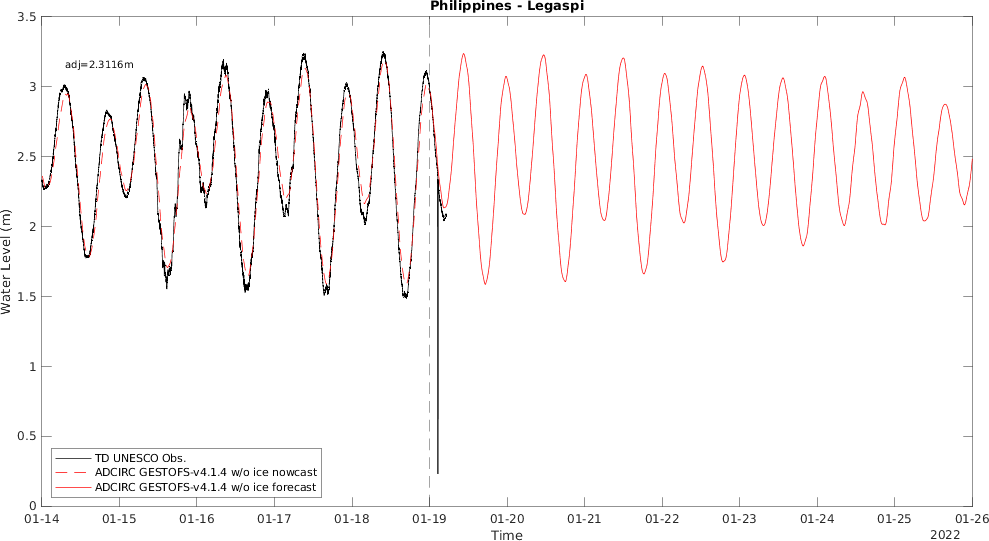 Philippines - Legaspi
3.5
3
2.5
2
1.5
1
0.5
0
Water Level (m)
adj=2.3116m
TD UNESCO Obs.
ADCIRC GESTOFS-v4.1.4 w/o ice nowcast
ADCIRC GESTOFS-v4.1.4 w/o ice forecast
01-14 01-15 01-16 01-17 01-18 01-19 01-20 01-21 01-22 01-23 01-24 01-25 01-26
Time
2022